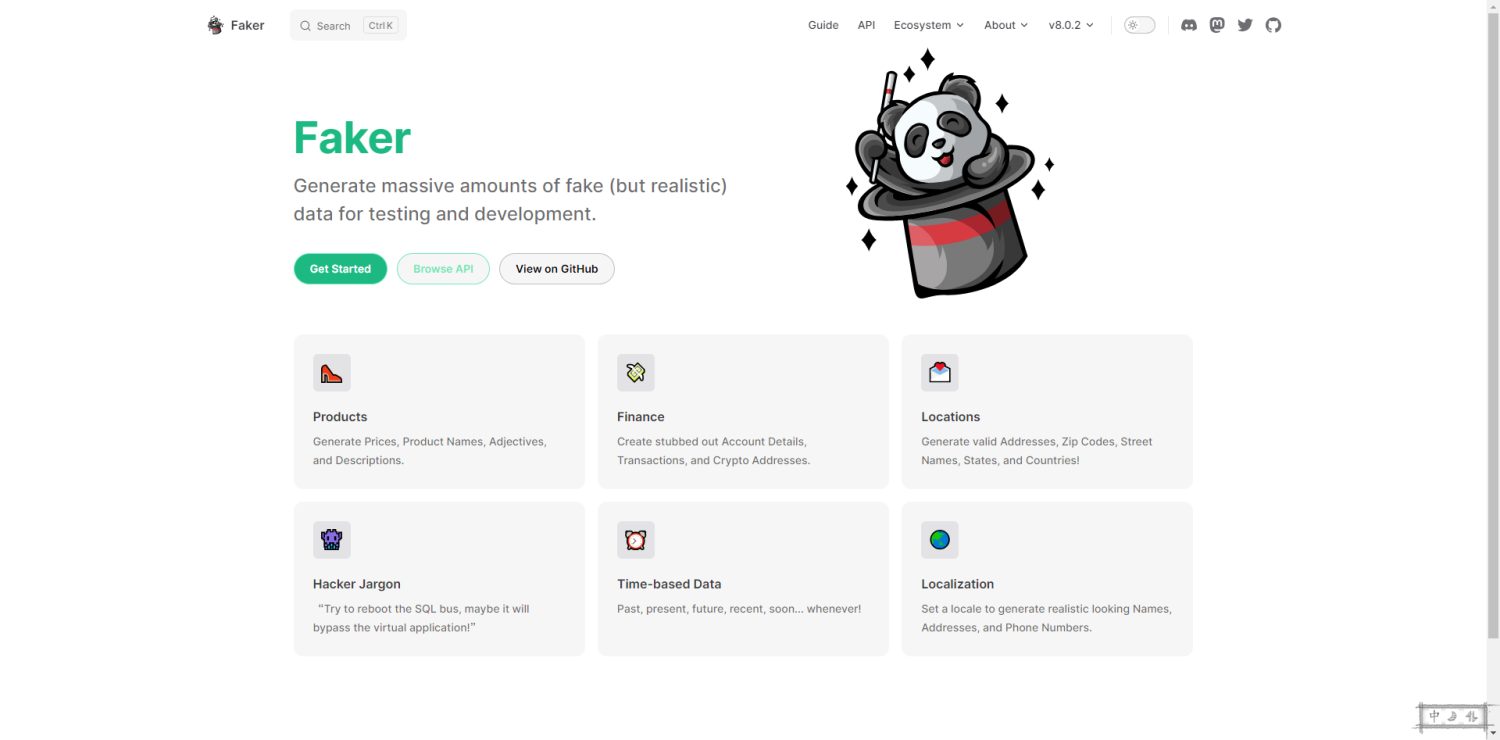 Faker
Search Ctrl K
Guide API Ecosystem About v8.0.2
Faker
Generate massive amounts of fake (but realistic)
data for testing and development.
Get Started Browse API View on GitHub
Products
Generate Prices, Product Names, Adjectives,
and Descriptions.
Finance
Create stubbed out Account Details,
Transactions, and Crypto Addresses.
Locations
Generate valid Addresses, Zip Codes, Street
Names, States, and Countries!
Hacker Jargon
“Try to reboot the SQL bus, maybe it will
bypass the virtual application!”
Time-based Data
Past, present, future, recent, soon... whenever!
Localization
Set a locale to generate realistic looking Names,
Addresses, and Phone Numbers.
中